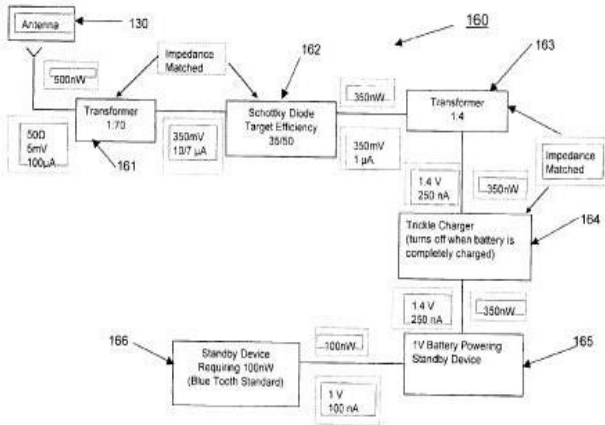 Antenna
130
160
162
163
Impedance
Matched
500nW
350nW
Transformer
1:70
Schottky Diode
Target Efficiency
35/50
Transformer
1:4
50Ω
5mV
100µA
161
350mV
10/7 µA
350mV
1 µA
Impedance
Matched
1.4 V
250 nA
350nW
Trickle Charger
(turns off when battery is
completely charged)
164
1.4 V
250 nA
350nW
166
Standby Device
Requiring 100nW
(Blue Tooth Standard)
100nW
1 V
100 nA
1V Battery Powering
Standby Device
165